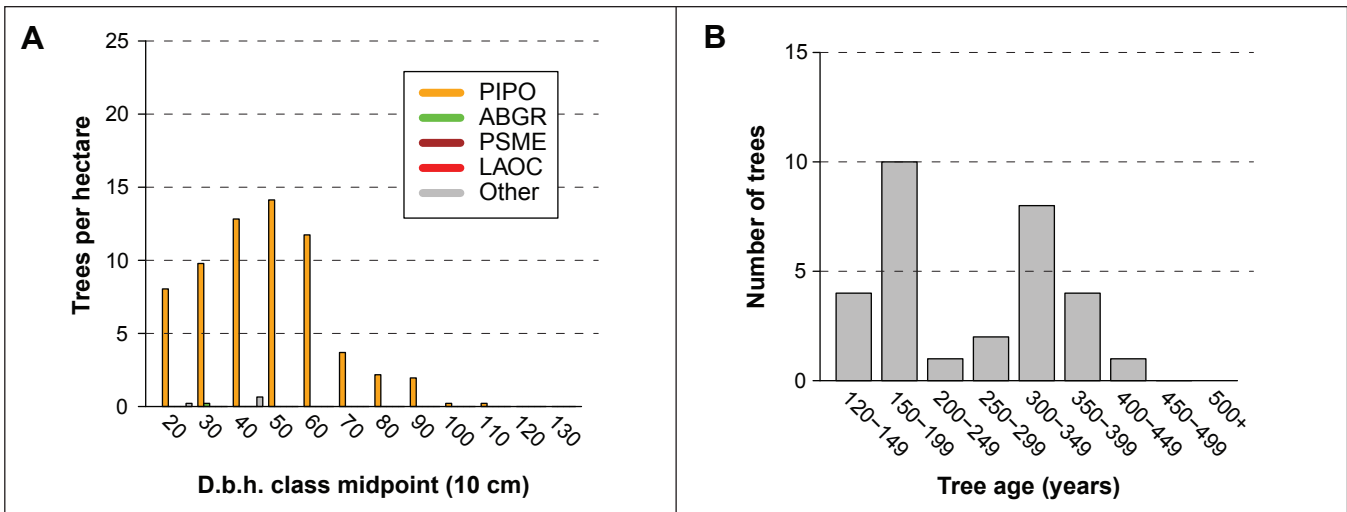 A
Trees per hectare
25
20
15
10
5
0
PIPO
ABGR
PSME
LAOC
Other
20 30 40 50 60 70 80 90 100 110 120 130
D.b.h. class midpoint (10 cm)
B
Number of trees
15
10
5
0
120–149 150–199 200–249 250–299 300–349 350–399 400–449 450–499 500+
Tree age (years)